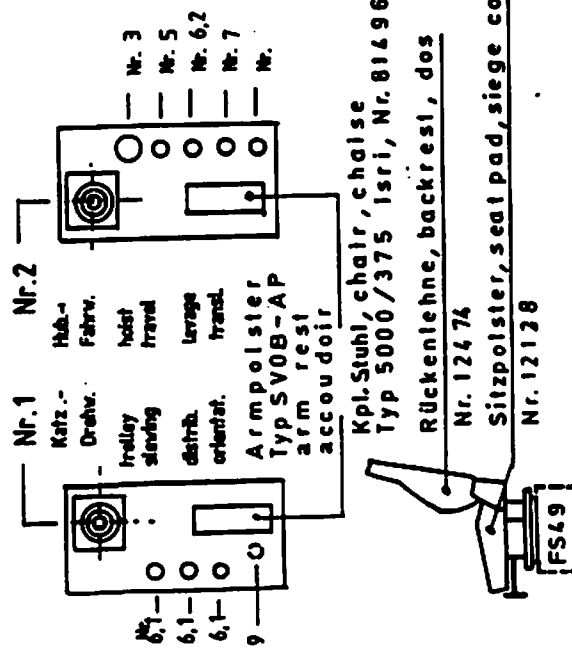 Nr.1
Katz.-
Drehw.
trolley
slewing
distrib.
orientat.
Nr.2
Hub.-
Fahrw.
hoist
travel
levage
transl.
Nr. 3
Nr. 5
Nr. 6,2
Nr. 7
Nr.
Nr.
6,1
6,1
6,1
9
Armpolster
Typ SVOB-AP
arm rest
accoudoir
Kpl. Stuhl, chair, chaise
Typ 5000/375 isri, Nr. 81496
Rückenlehne, backrest, dos
Nr. 12474
Sitzpolster, seat pad, siege co
Nr. 12128
FS49